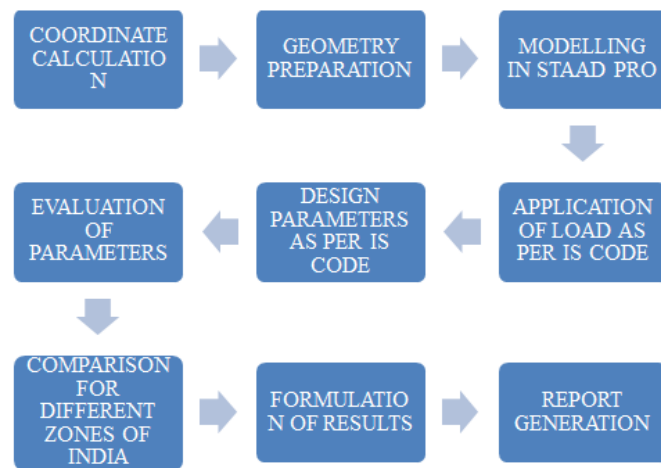 COORDINATE
CALCULATIO
N
GEOMETRY
PREPARATION
MODELLING
IN STAAD PRO
APPLICATION
OF LOAD AS
PER IS CODE
DESIGN
PARAMETERS
AS PER IS
CODE
EVALUATION
OF
PARAMETERS
COMPARISON
FOR
DIFFERENT
ZONES OF
INDIA
FORMULATIO
N OF RESULTS
REPORT
GENERATION